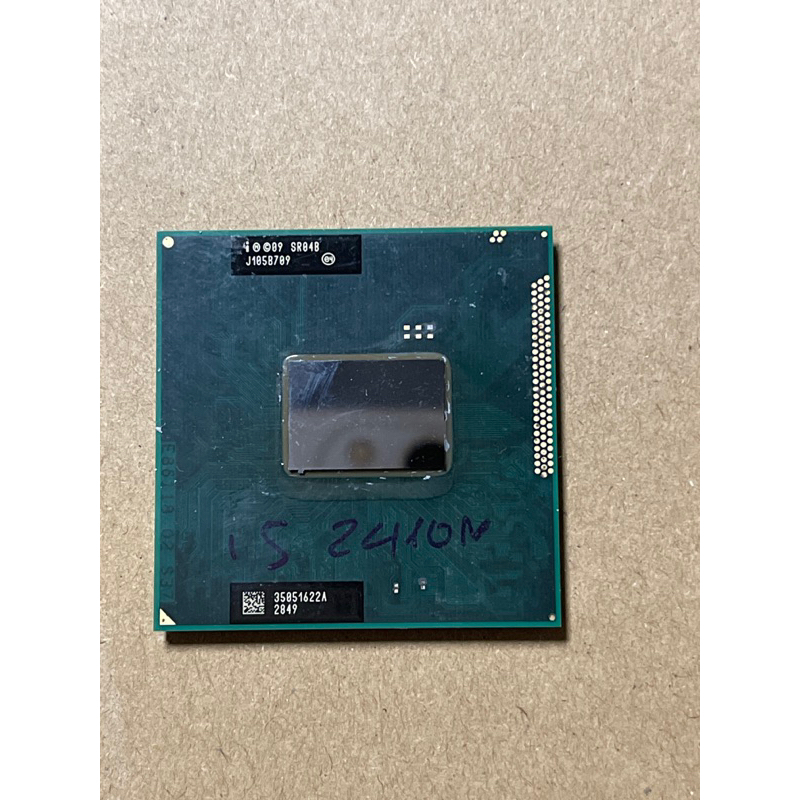 i Ⓜ ©09 SR04B
J105B709 e4
i5 2410M
35051622A
2849